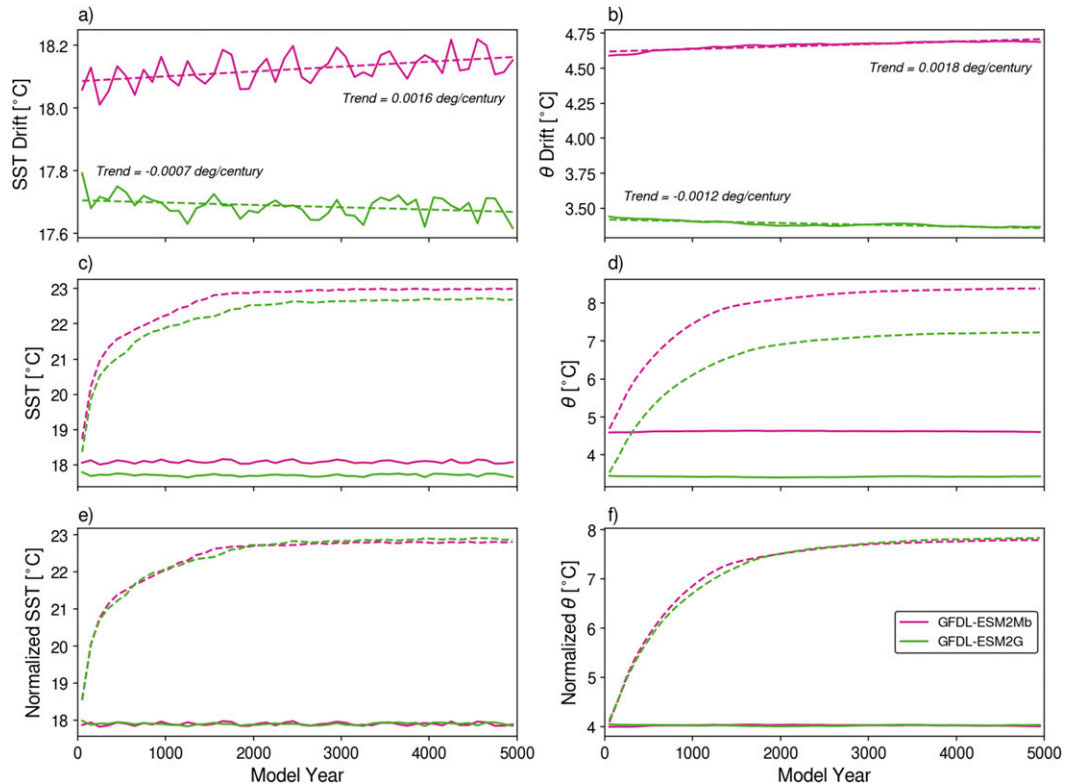 a)
SST Drift [°C]
18.2
18.0
17.8
17.6
Trend = 0.0016 deg/century
Trend = -0.0007 deg/century
b)
θ Drift [°C]
4.75
4.50
4.25
4.00
3.75
3.50
Trend = 0.0018 deg/century
Trend = -0.0012 deg/century
c)
SST [°C]
23
22
21
20
19
18
d)
θ [°C]
8
7
6
5
4
e)
Normalized SST [°C]
23
22
21
20
19
18
0 1000 2000 3000 4000 5000
Model Year
f)
Normalized θ [°C]
8
7
6
5
4
GFDL-ESM2Mb
GFDL-ESM2G
0 1000 2000 3000 4000 5000
Model Year